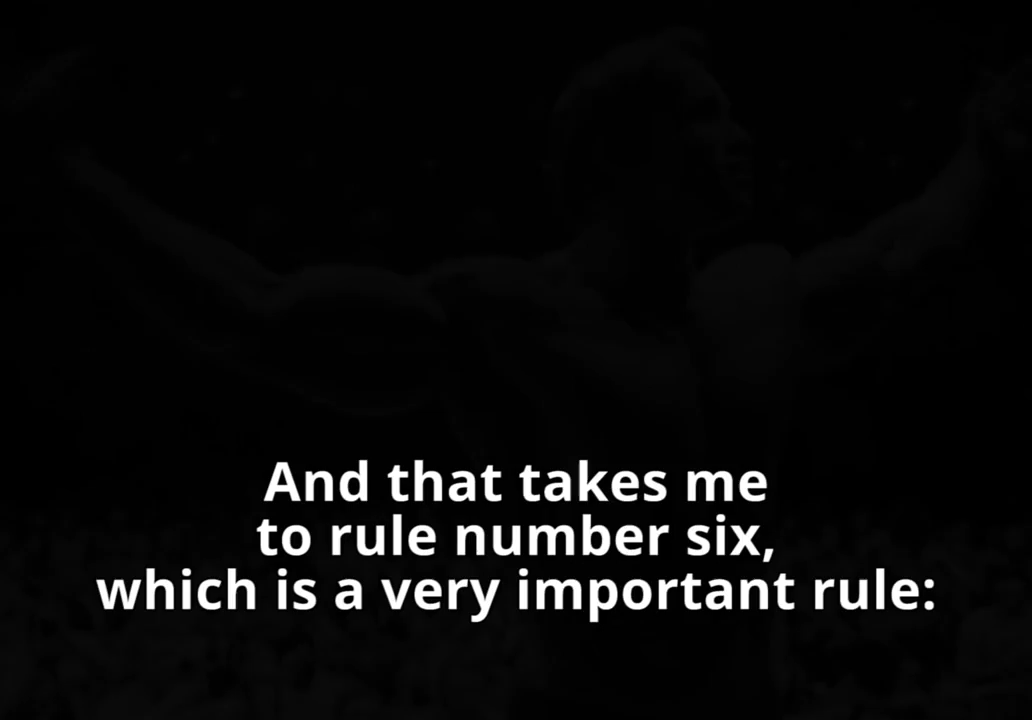 And that takes me
to rule number six,
which is a very important rule: